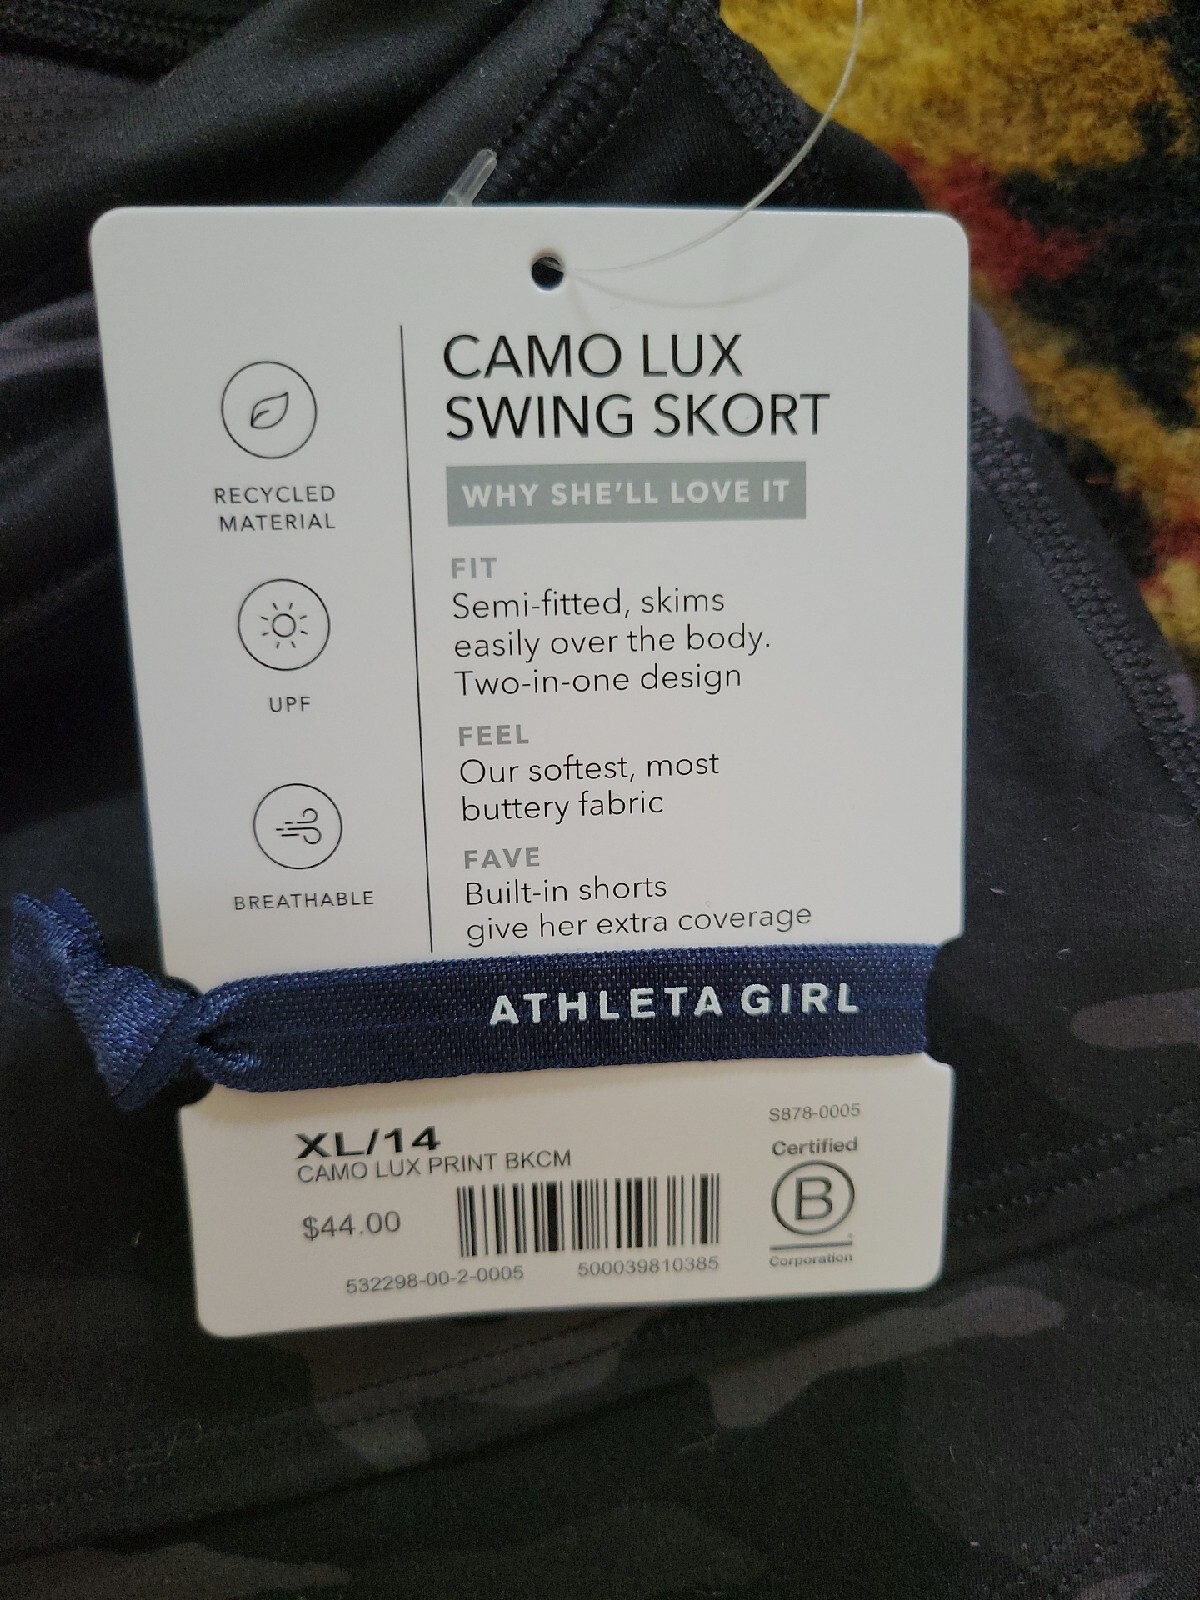 CAMO LUX
SWING SKORT
WHY SHE'LL LOVE IT
RECYCLED
MATERIAL
UPF
BREATHABLE
FIT
Semi-fitted, skims
easily over the body.
Two-in-one design
FEEL
Our softest, most
buttery fabric
FAVE
Built-in shorts
give her extra coverage
ATHLETA GIRL
XL/14
CAMO LUX PRINT BKCM
$44.00
532298-00-2-0005
500039810385
S878-0005
Certified
B
Corporation